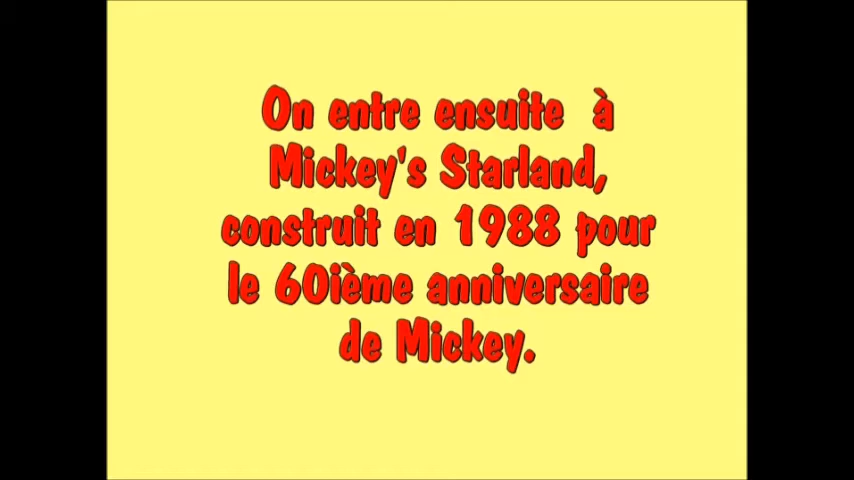 On entre ensuite à
Mickey's Starland,
construit en 1988 pour
le 60ième anniversaire
de Mickey.